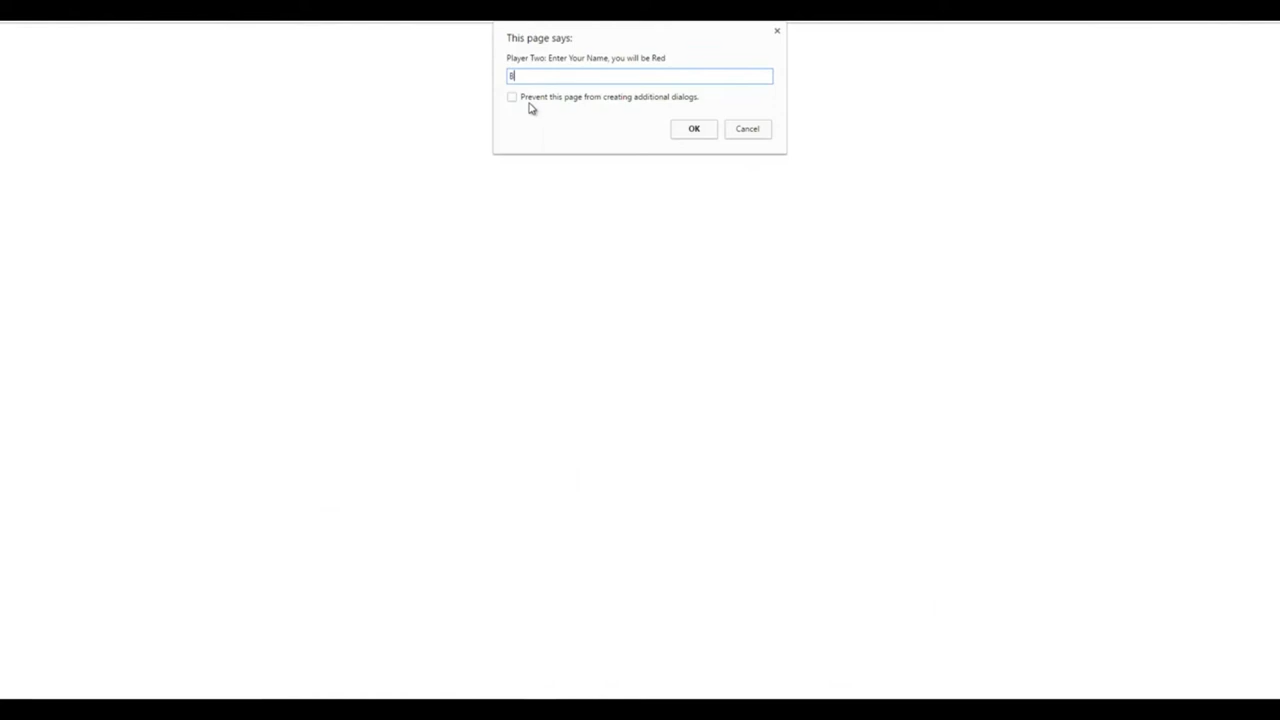 This page says:
Player Two: Enter Your Name, you will be Red
B
Prevent this page from creating additional dialogs.
OK Cancel